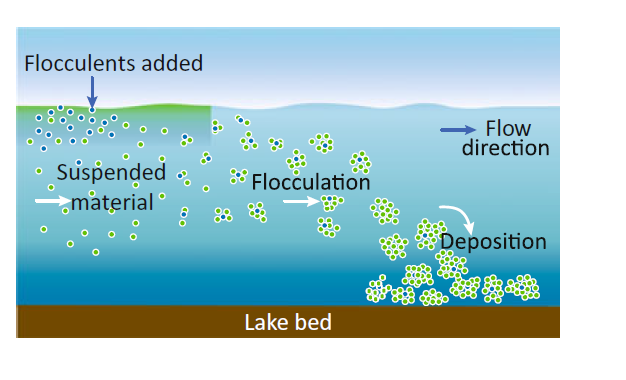 Flocculents added
Flow
direction
Suspended
material
Flocculation
Deposition
Lake bed